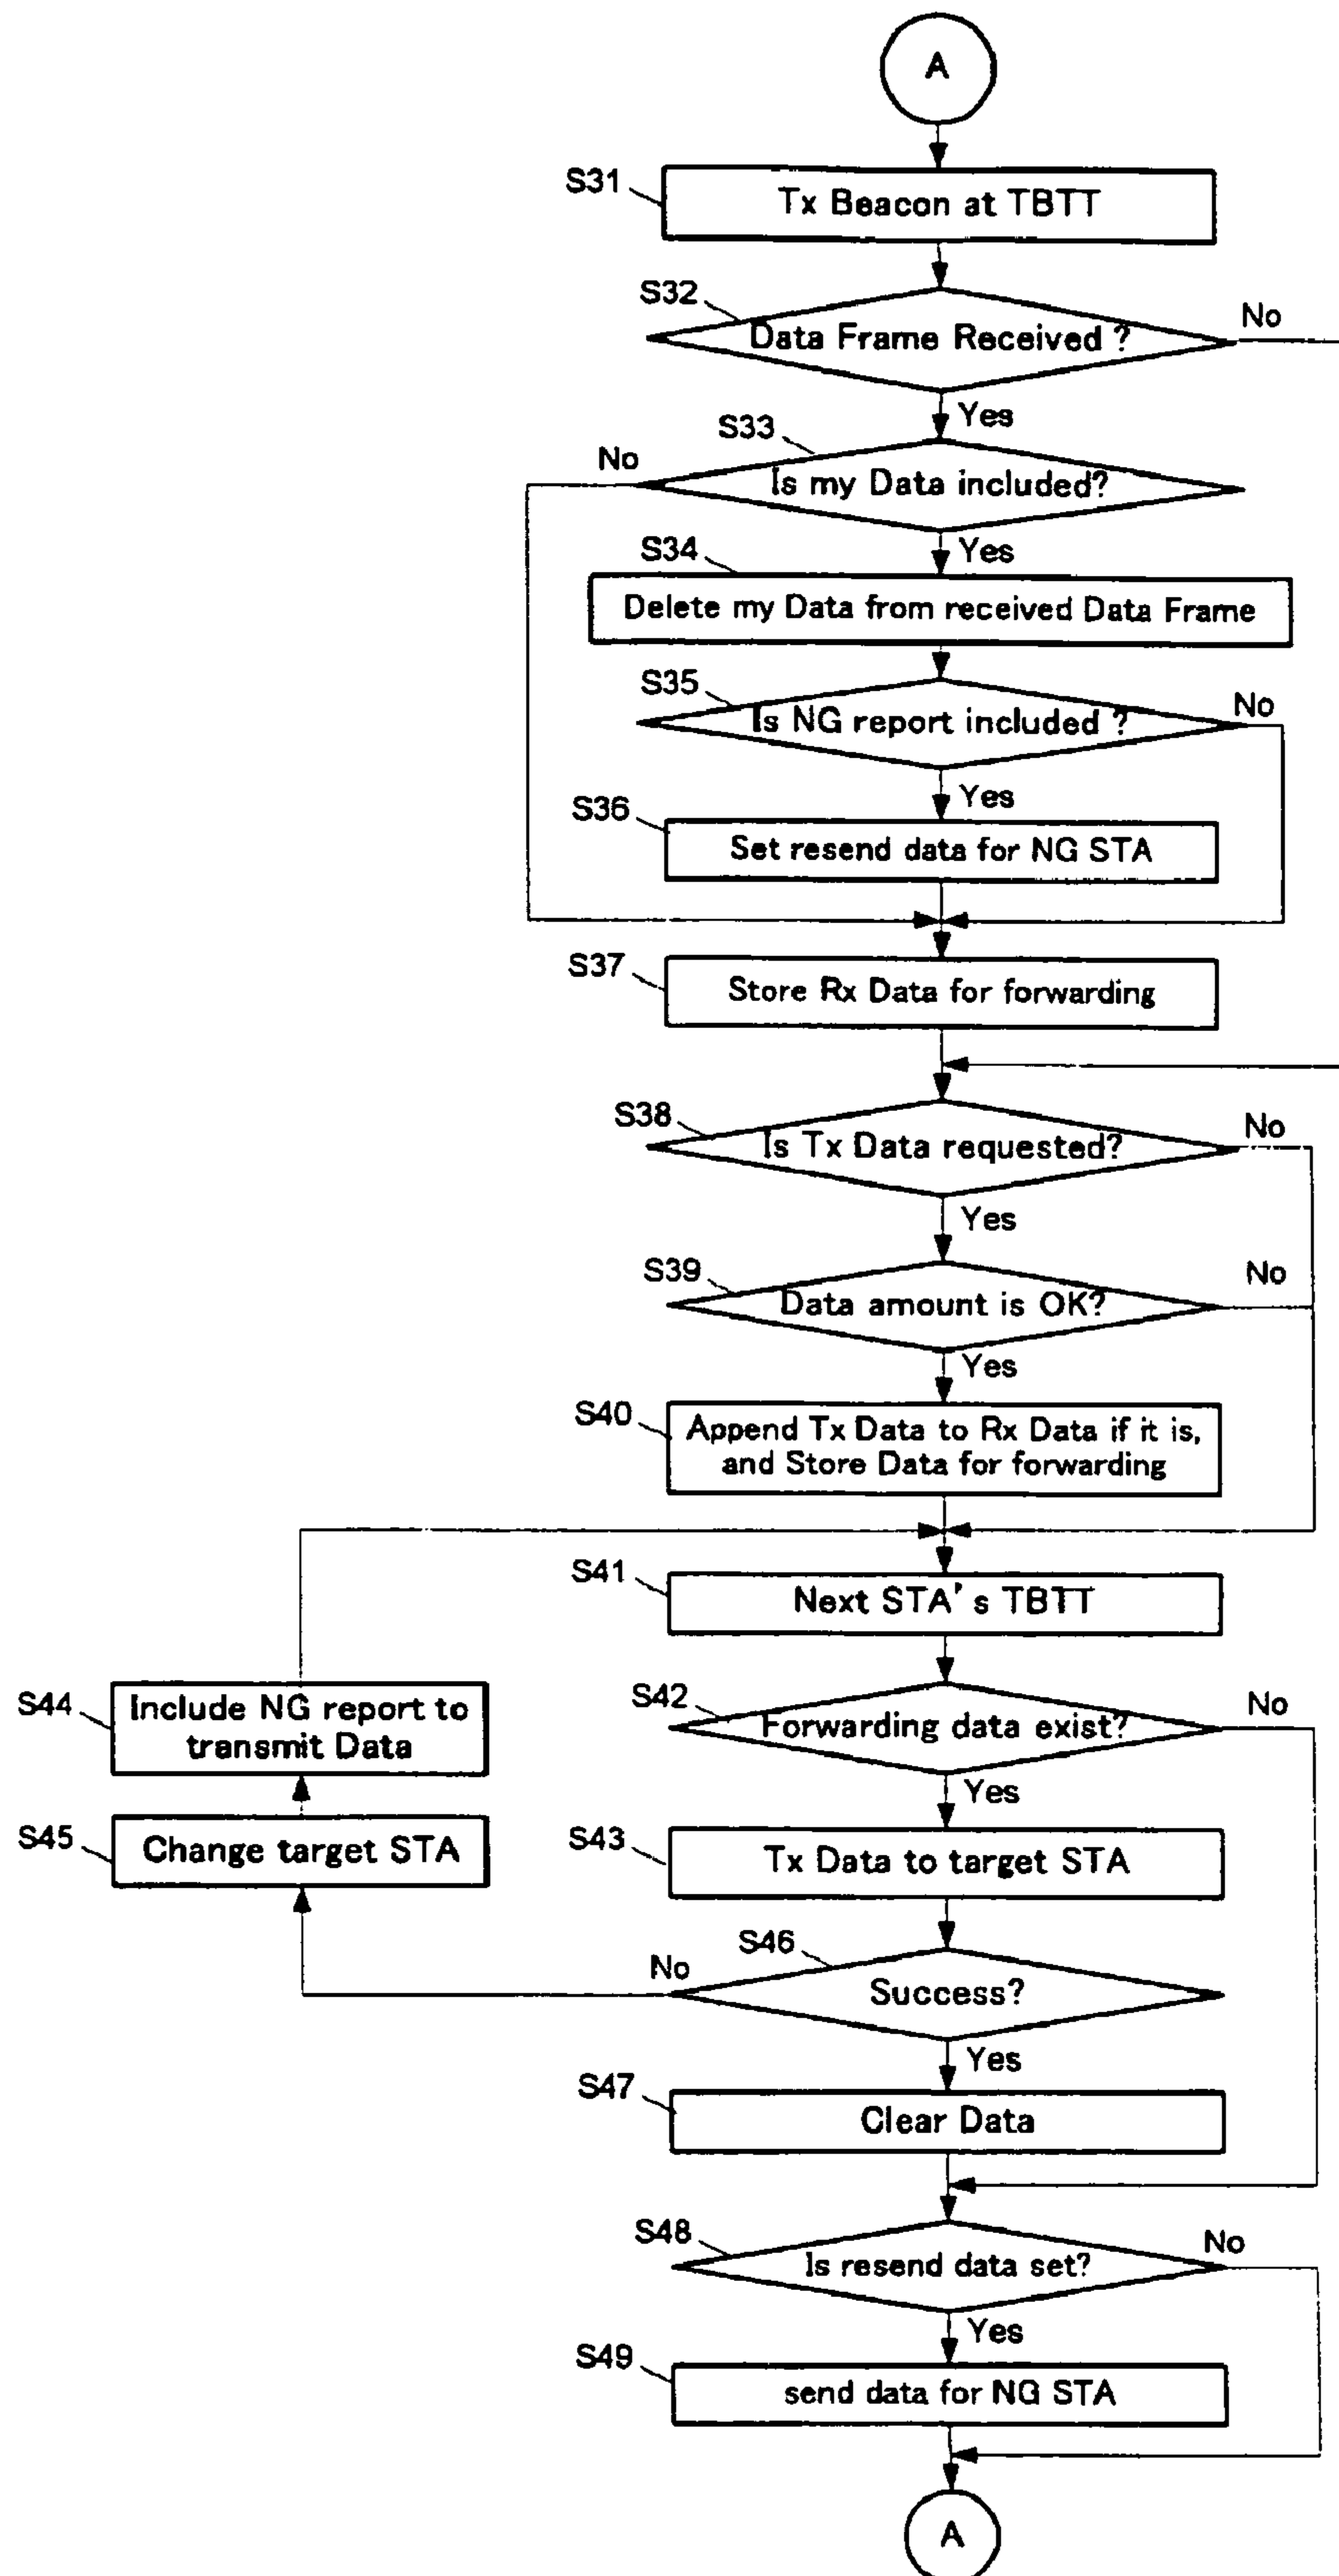 A
S31
Tx Beacon at TBTT
S32
Data Frame Received ?
No
Yes
S33
No
Is my Data included?
Yes
S34
Delete my Data from received Data Frame
S35
Is NG report included ?
No
Yes
S36
Set resend data for NG STA
S37
Store Rx Data for forwarding
S38
Is Tx Data requested?
No
Yes
S39
Data amount is OK?
No
Yes
S40
Append Tx Data to Rx Data if it is,
and Store Data for forwarding
S41
Next STA's TBTT
S44
Include NG report to
transmit Data
S42
Forwarding data exist?
No
Yes
S45
Change target STA
S43
Tx Data to target STA
S46
No
Success?
Yes
S47
Clear Data
S48
Is resend data set?
No
Yes
S49
send data for NG STA
A